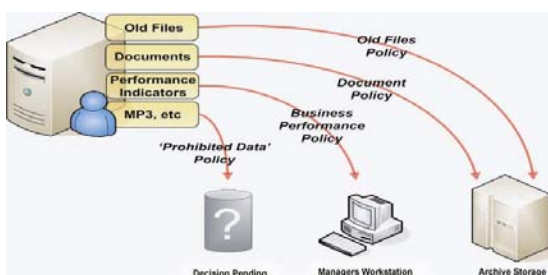 Old Files
Documents
Performance
Indicators
MP3, etc
Old Files
Policy
Document
Policy
Business
Performance
Policy
'Prohibited Data'
Policy
?
Decision Pending
Managers Workstation
Archive Storage